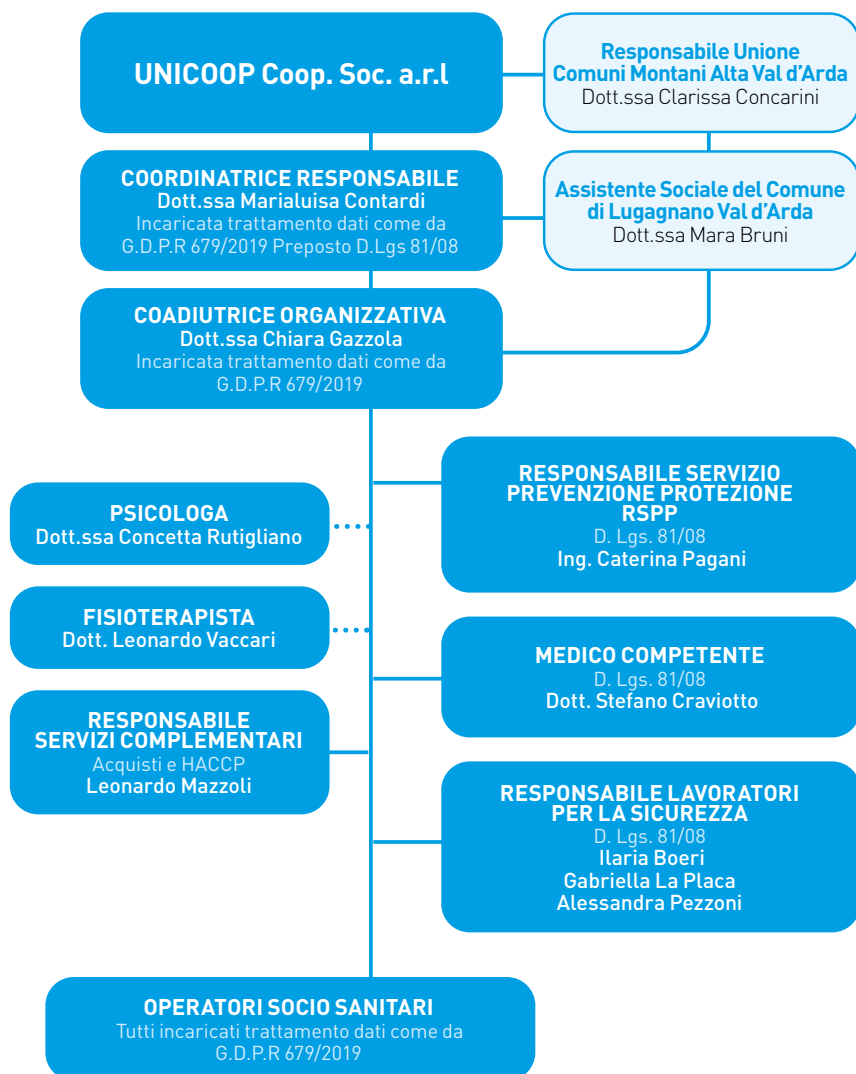 UNICOOP Coop. Soc. a.r.l
Responsabile Unione
Comuni Montani Alta Val d'Arda
Dott.ssa Clarissa Concarini
COORDINATRICE RESPONSABILE
Dott.ssa Marialuisa Contardi
Incaricata trattamento dati come da
G.D.P.R 679/2019 Preposto D.Lgs 81/08
Assistente Sociale del Comune
di Lugagnano Val d'Arda
Dott.ssa Mara Bruni
COADIUTRICE ORGANIZZATIVA
Dott.ssa Chiara Gazzola
Incaricata trattamento dati come da
G.D.P.R 679/2019
RESPONSABILE SERVIZIO
PREVENZIONE PROTEZIONE
RSPP
D. Lgs. 81/08
Ing. Caterina Pagani
PSICOLOGA
Dott.ssa Concetta Rutigliano
FISIOTERAPISTA
Dott. Leonardo Vaccari
MEDICO COMPETENTE
D. Lgs. 81/08
Dott. Stefano Craviotto
RESPONSABILE
SERVIZI COMPLEMENTARI
Acquisti e HACCP
Leonardo Mazzoli
RESPONSABILE LAVORATORI
PER LA SICUREZZA
D. Lgs. 81/08
Ilaria Boeri
Gabriella La Placa
Alessandra Pezzoni
OPERATORI SOCIO SANITARI
Tutti incaricati trattamento dati come da
G.D.P.R 679/2019